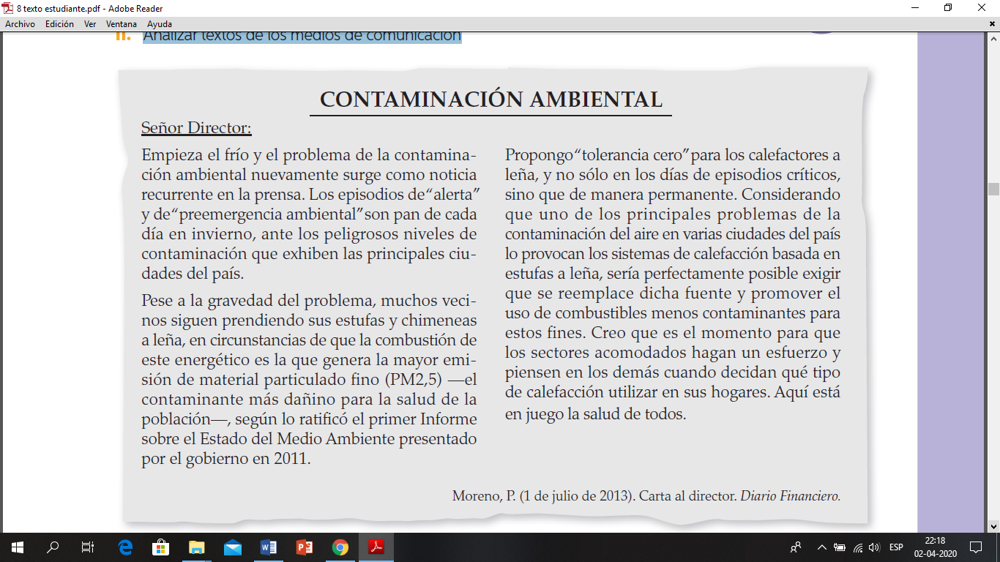 8 texto estudiante.pdf - Adobe Reader
Archivo Edición Ver Ventana Ayuda
II. Analizar textos de los medios de comunicación
CONTAMINACIÓN AMBIENTAL
Señor Director:
Empieza el frío y el problema de la contamina-
ción ambiental nuevamente surge como noticia
recurrente en la prensa. Los episodios de “alerta”
y de “preemergencia ambiental” son pan de cada
día en invierno, ante los peligrosos niveles de
contaminación que exhiben las principales ciu-
dades del país.
Pese a la gravedad del problema, muchos veci-
nos siguen prendiendo sus estufas y chimeneas
a leña, en circunstancias de que la combustión de
este energético es la que genera la mayor emi-
sión de material particulado fino (PM2,5) —el
contaminante más dañino para la salud de la
población—, según lo ratificó el primer Informe
sobre el Estado del Medio Ambiente presentado
por el gobierno en 2011.
Propongo “tolerancia cero” para los calefactores a
leña, y no sólo en los días de episodios críticos,
sino que de manera permanente. Considerando
que uno de los principales problemas de la
contaminación del aire en varias ciudades del país
lo provocan los sistemas de calefacción basada en
estufas a leña, sería perfectamente posible exigir
que se reemplace dicha fuente y promover el
uso de combustibles menos contaminantes para
estos fines. Creo que es el momento para que
los sectores acomodados hagan un esfuerzo y
piensen en los demás cuando decidan qué tipo
de calefacción utilizar en sus hogares. Aquí está
en juego la salud de todos.
Moreno, P. (1 de julio de 2013). Carta al director. Diario Financiero.
ESP
22:18
02-04-2020